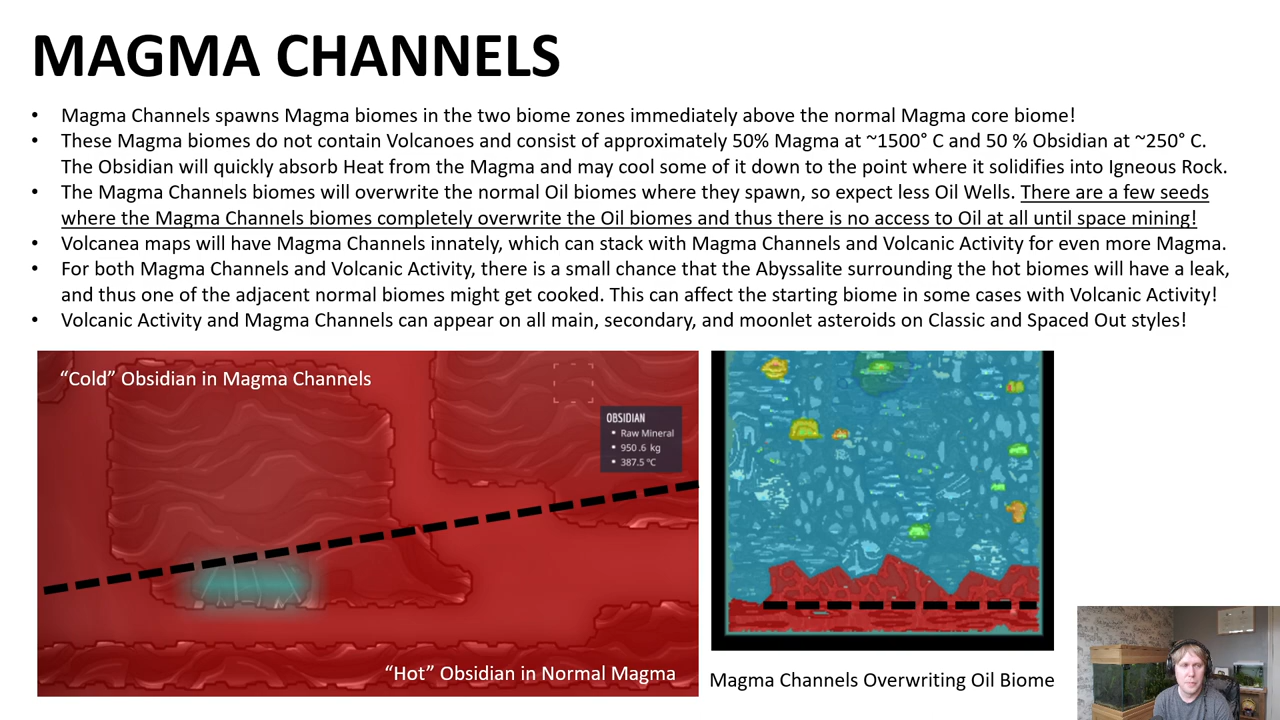 MAGMA CHANNELS
• Magma Channels spawns Magma biomes in the two biome zones immediately above the normal Magma core biome!
• These Magma biomes do not contain Volcanoes and consist of approximately 50% Magma at ~1500° C and 50 % Obsidian at ~250° C.
The Obsidian will quickly absorb Heat from the Magma and may cool some of it down to the point where it solidifies into Igneous Rock.
• The Magma Channels biomes will overwrite the normal Oil biomes where they spawn, so expect less Oil Wells. There are a few seeds
where the Magma Channels biomes completely overwrite the Oil biomes and thus there is no access to Oil at all until space mining!
• Volcanea maps will have Magma Channels innately, which can stack with Magma Channels and Volcanic Activity for even more Magma.
• For both Magma Channels and Volcanic Activity, there is a small chance that the Abyssalite surrounding the hot biomes will have a leak,
and thus one of the adjacent normal biomes might get cooked. This can affect the starting biome in some cases with Volcanic Activity!
• Volcanic Activity and Magma Channels can appear on all main, secondary, and moonlet asteroids on Classic and Spaced Out styles!
“Cold” Obsidian in Magma Channels
OBSIDIAN
• Raw Mineral
• 950.6 kg
• 387.5 °C
“Hot” Obsidian in Normal Magma
Magma Channels Overwriting Oil Biome